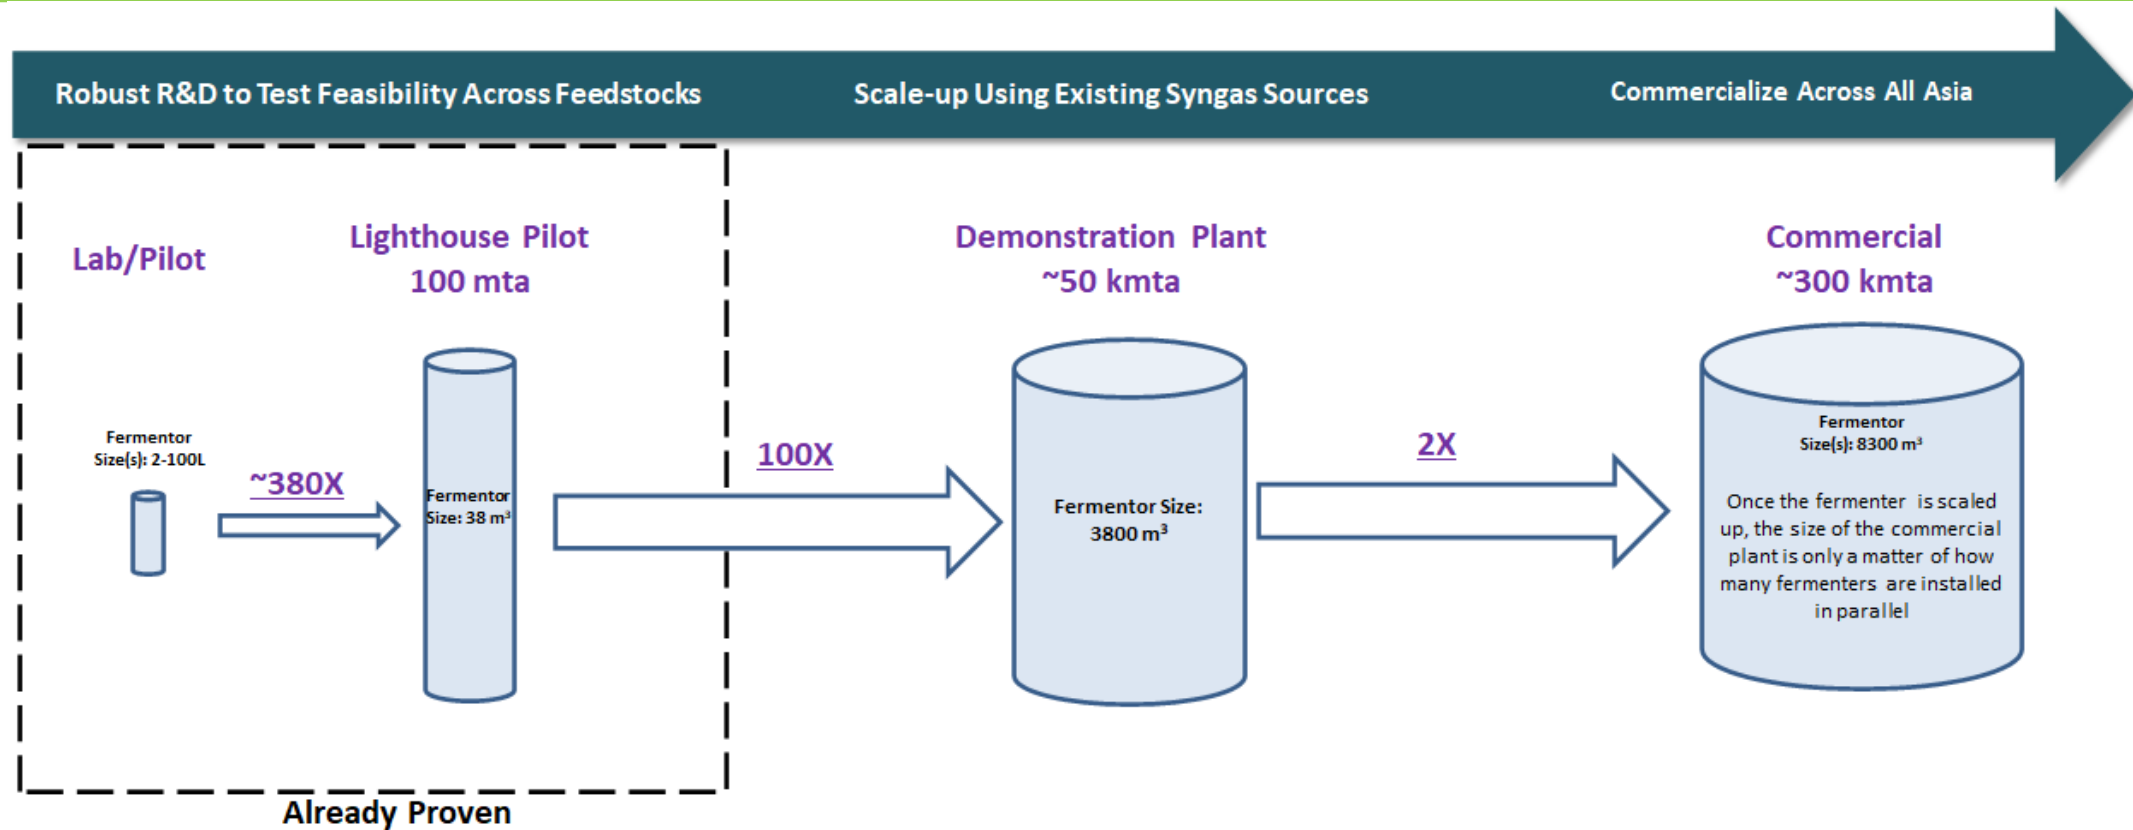 Robust R&D to Test Feasibility Across Feedstocks
Scale-up Using Existing Syngas Sources
Commercialize Across All Asia
Lab/Pilot
Lighthouse Pilot
100 mta
Demonstration Plant
~50 kmta
Commercial
~300 kmta
Fermentor
Size(s): 2-100L
~380X
Fermentor
Size: 38 m³
100X
Fermentor Size:
3800 m³
2X
Fermentor
Size(s): 8300 m³
Once the fermenter is scaled
up, the size of the commercial
plant is only a matter of how
many fermenters are installed
in parallel
Already Proven